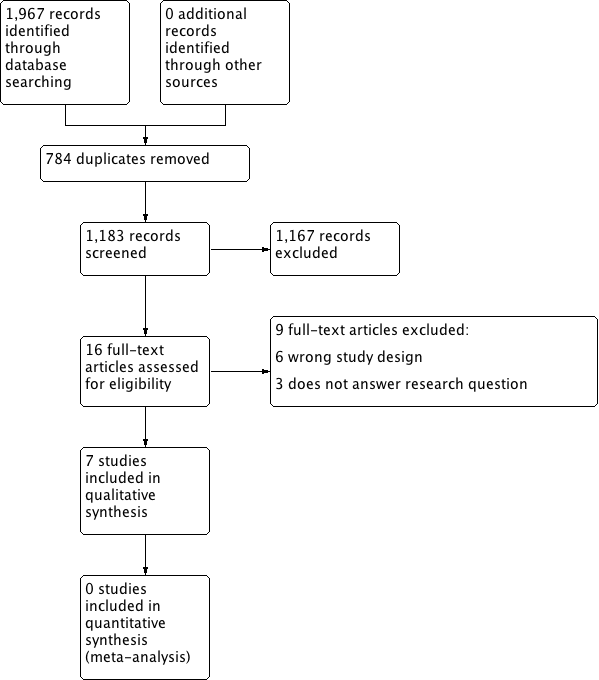 1,967 records
identified
through
database
searching
0 additional
records
identified
through other
sources
784 duplicates removed
1,183 records
screened
1,167 records
excluded
16 full-text
articles assessed
for eligibility
9 full-text articles excluded:
6 wrong study design
3 does not answer research question
7 studies
included in
qualitative
synthesis
0 studies
included in
quantitative
synthesis
(meta-analysis)